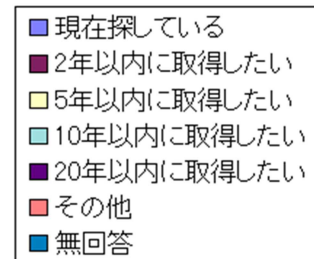 現在探している
2年以内に取得したい
5年以内に取得したい
10年以内に取得したい
20年以内に取得したい
その他
無回答